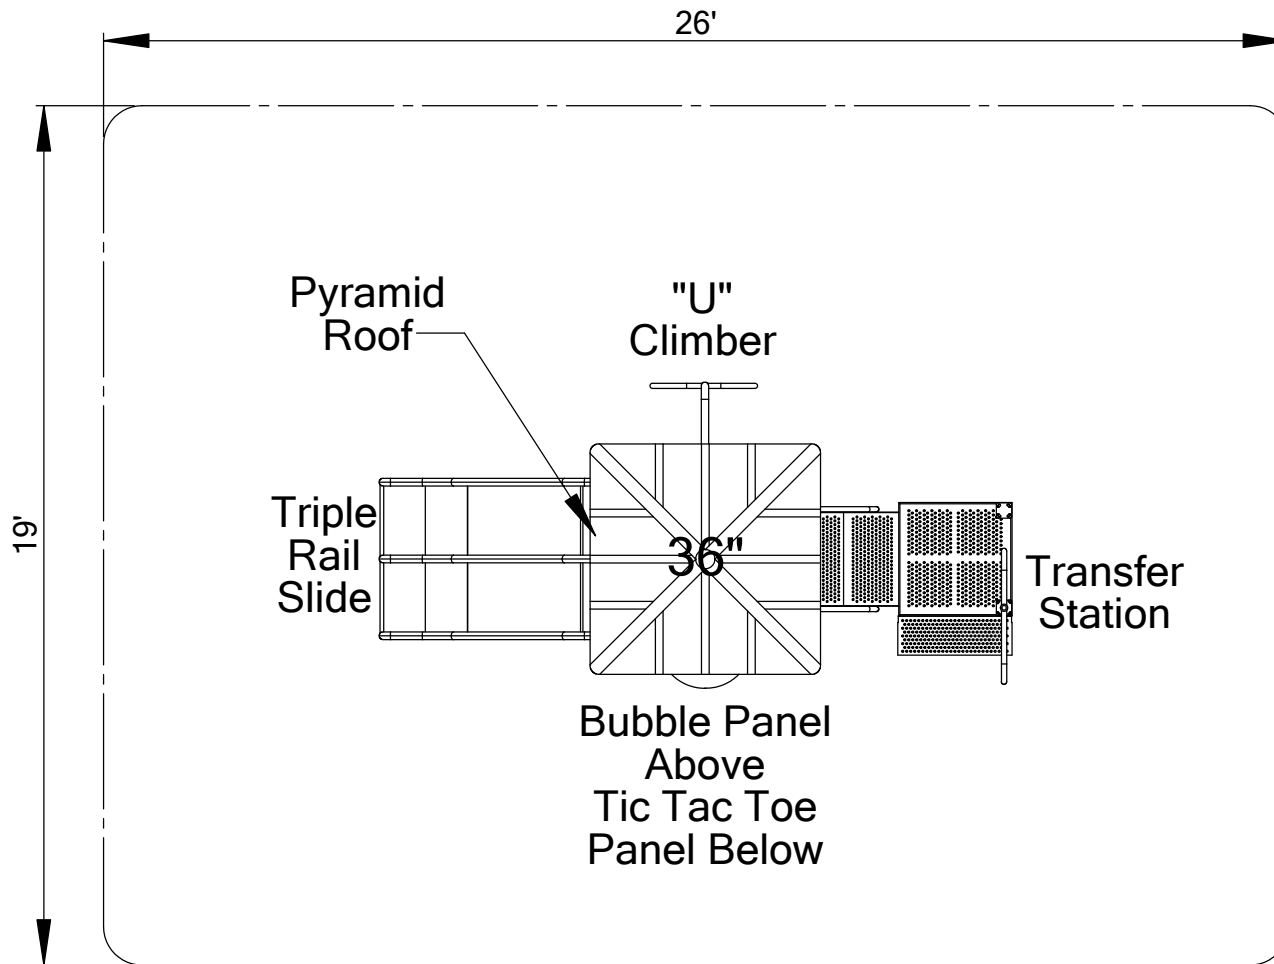 26'
19'
Pyramid
Roof
"U"
Climber
Triple
Rail
Slide
36"
Transfer
Station
Bubble Panel
Above
Tic Tac Toe
Panel Below